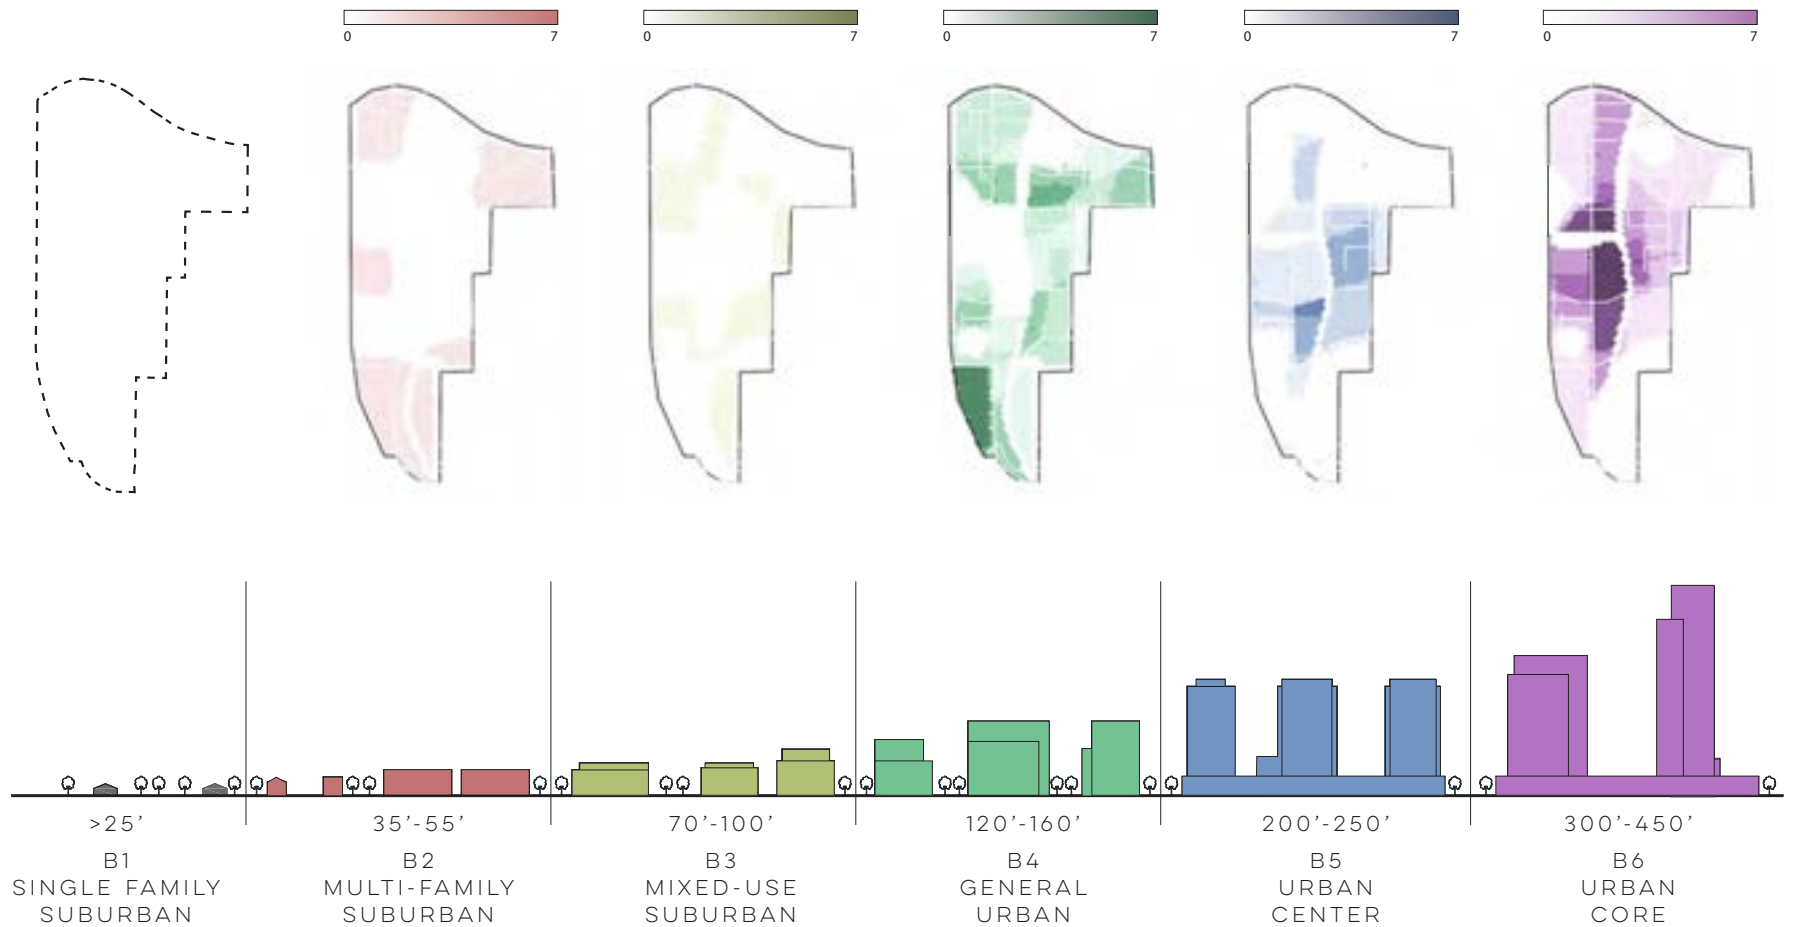 0 7 0 7 0 7 0 7 0 7
>25' 35'-55' 70'-100' 120'-160' 200'-250' 300'-450'
B1 B2 B3 B4 B5 B6
SINGLE FAMILY MULTI-FAMILY MIXED-USE GENERAL URBAN URBAN
SUBURBAN SUBURBAN SUBURBAN URBAN CENTER CORE